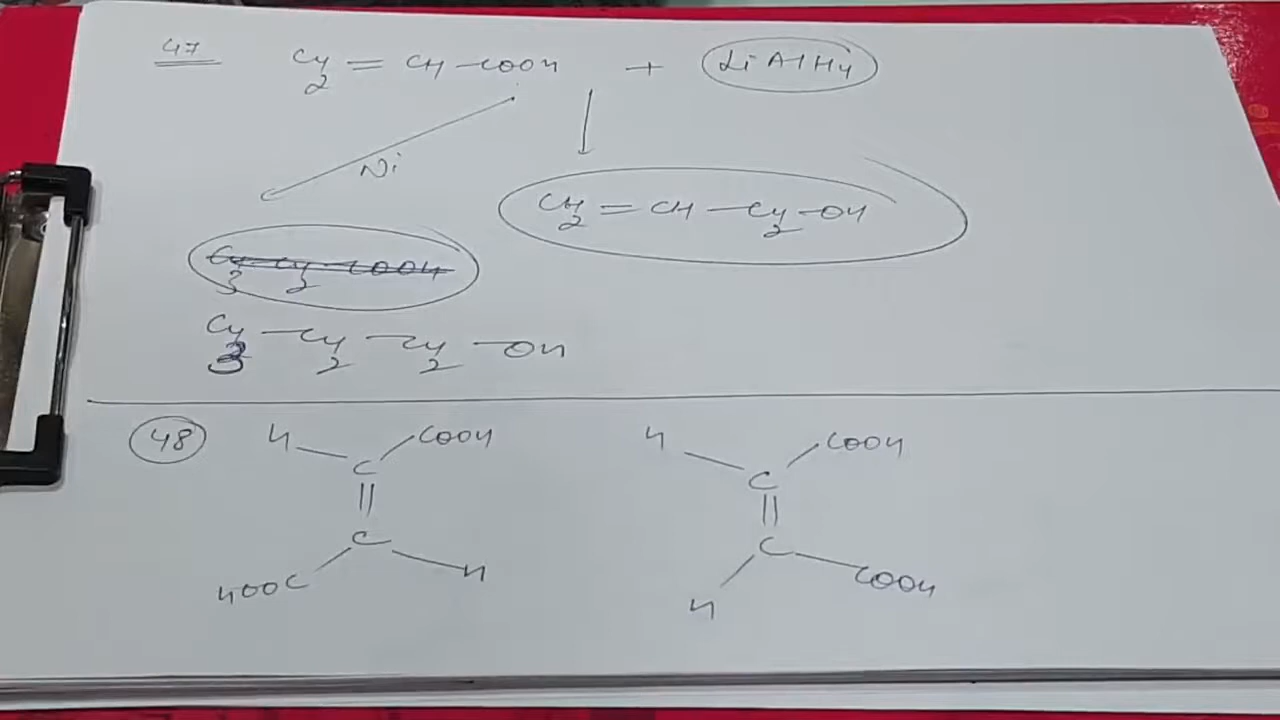 47 CH2 = CH - COOH + LiAlH4
Ni
CH2 = CH - CH2 - OH
CH3 - CH2 - COOH
CH3 - CH2 - CH2 - OH
48
H COOH H COOH
C C
C C
HOOC H H COOH